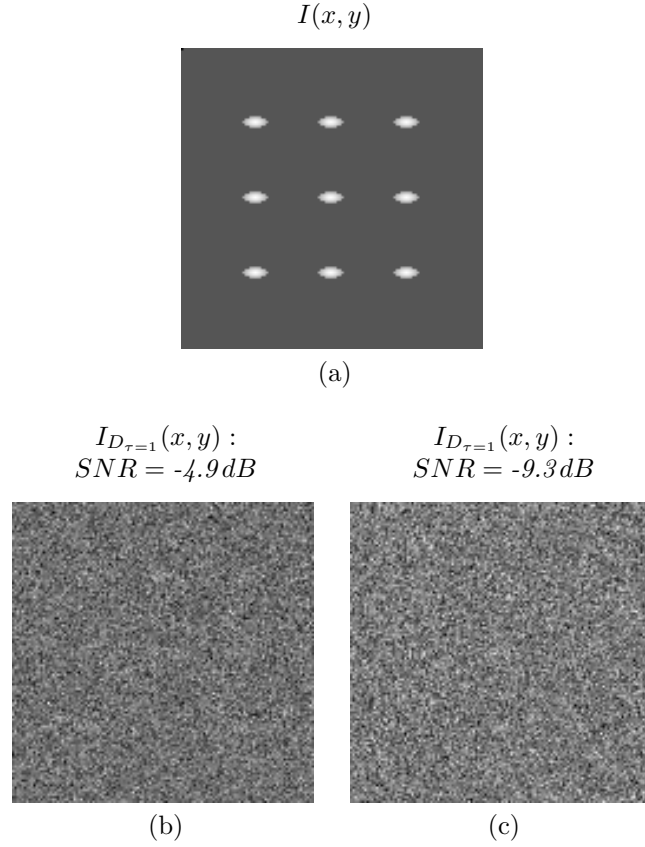 I(x, y)
(a)
I_{D_{τ=1}}(x, y) :
SNR = -4.9dB
(b)
I_{D_{τ=1}}(x, y) :
SNR = -9.3dB
(c)